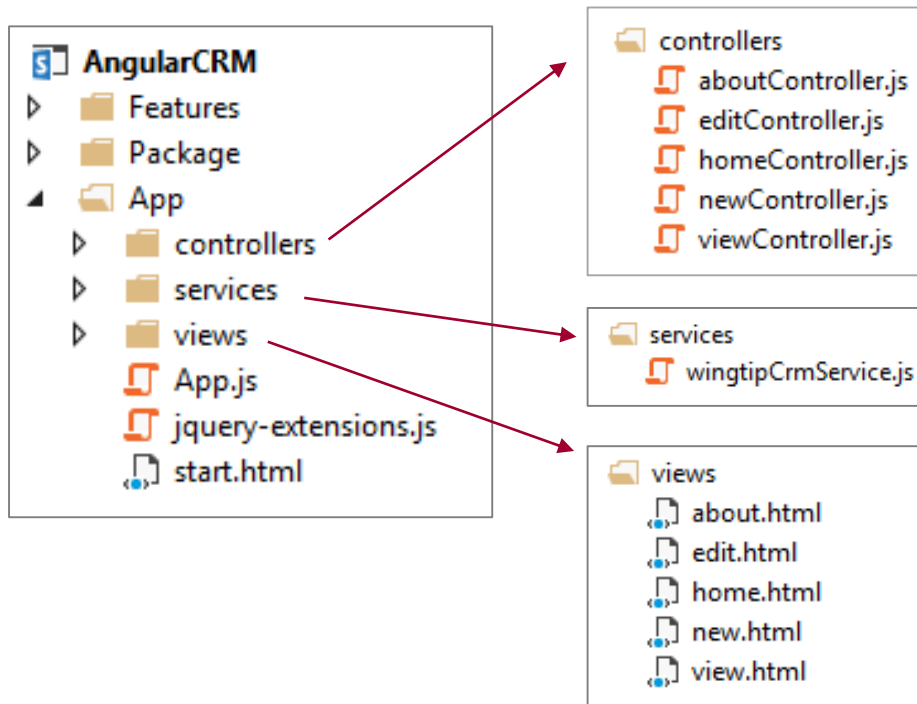 AngularCRM
Features
Package
App
controllers
services
views
App.js
jquery-extensions.js
start.html
controllers
aboutController.js
editController.js
homeController.js
newController.js
viewController.js
services
wingtipCrmService.js
views
about.html
edit.html
home.html
new.html
view.html